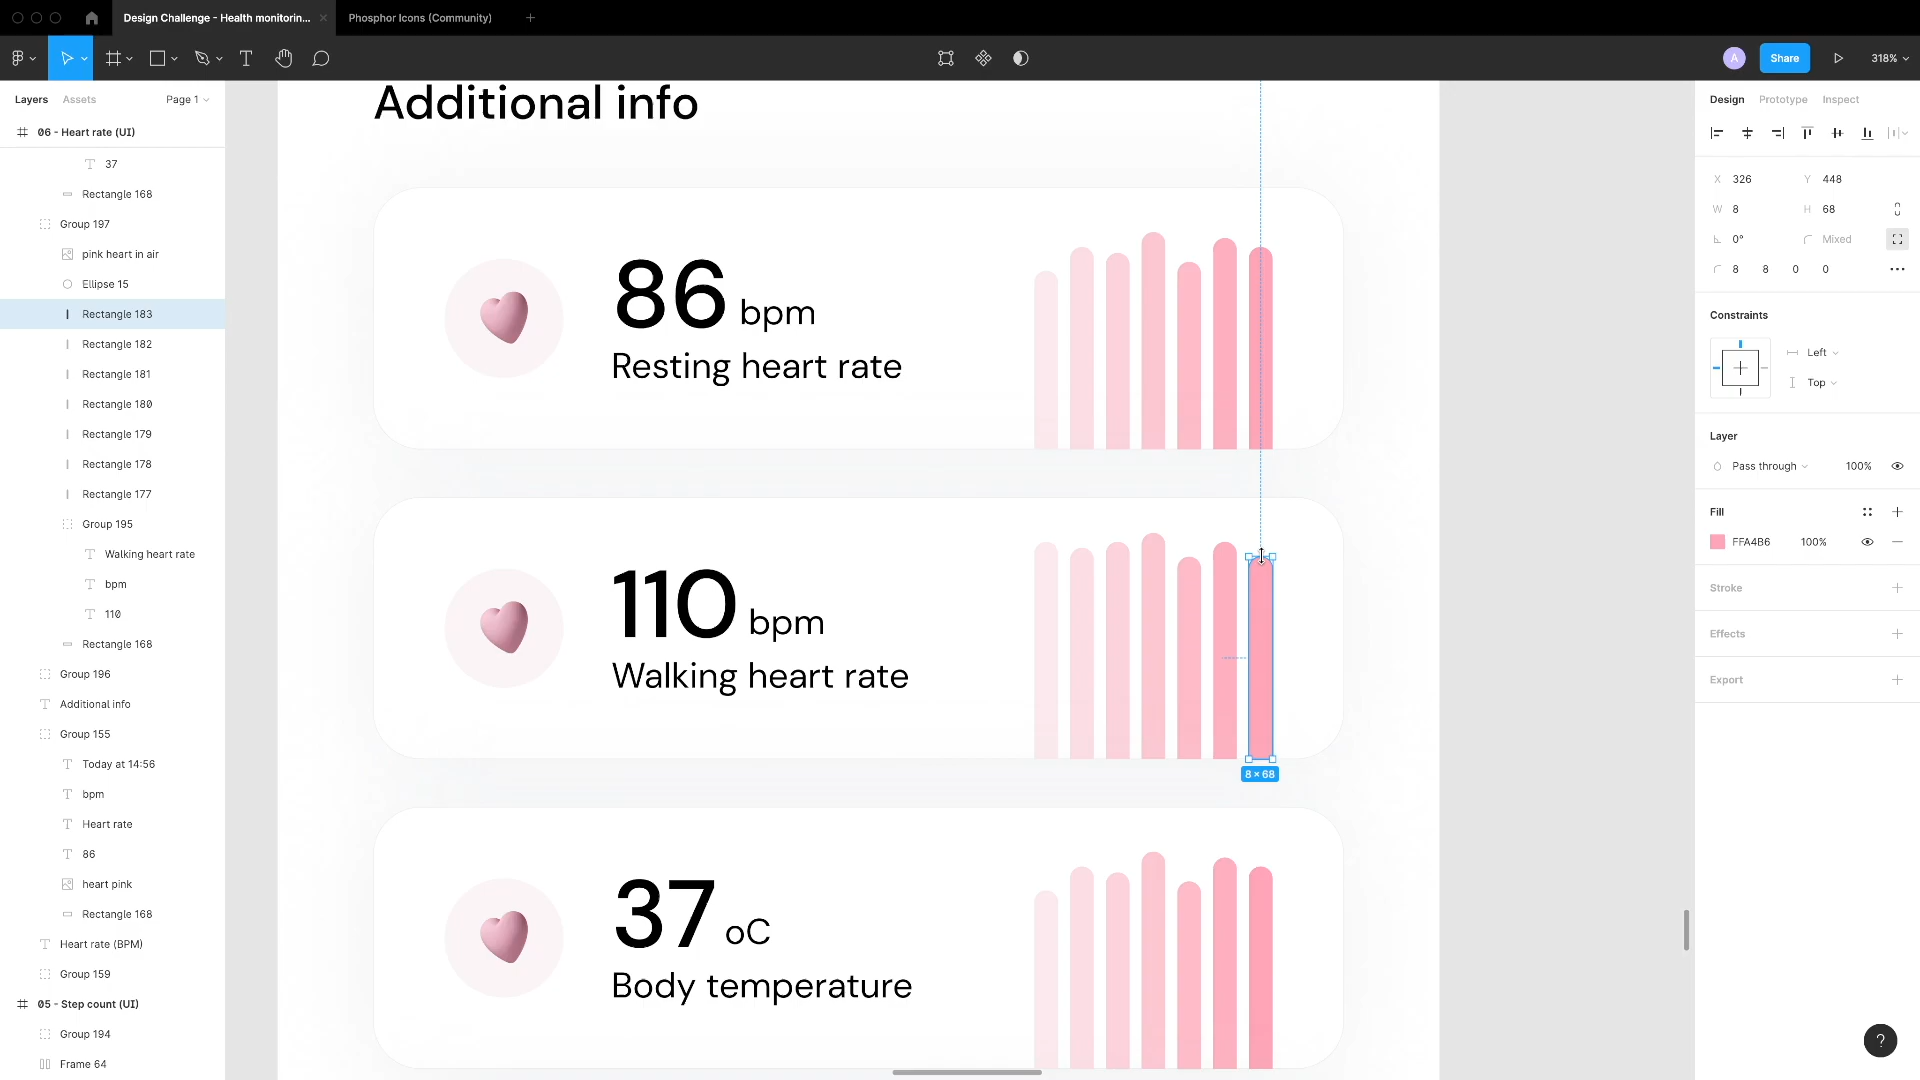 Design Challenge - Health monitorin...
Phosphor Icons (Community)
A
Share
318%
Layers
Assets
Page 1
06 - Heart rate (UI)
37
Rectangle 168
Group 197
pink heart in air
Ellipse 15
Rectangle 183
Rectangle 182
Rectangle 181
Rectangle 180
Rectangle 179
Rectangle 178
Rectangle 177
Group 195
Walking heart rate
bpm
110
Rectangle 168
Group 196
Additional info
Group 155
Today at 14:56
bpm
Heart rate
86
heart pink
Rectangle 168
Heart rate (BPM)
Group 159
05 - Step count (UI)
Group 194
Frame 64
Additional info
86 bpm
Resting heart rate
110 bpm
Walking heart rate
8 × 68
37 oC
Body temperature
Design
Prototype
Inspect
X 326
Y 448
W 8
H 68
0°
Mixed
8 8 0 0
Constraints
Left
Top
Layer
Pass through
100%
Fill
FFA4B6
100%
Stroke
Effects
Export
?